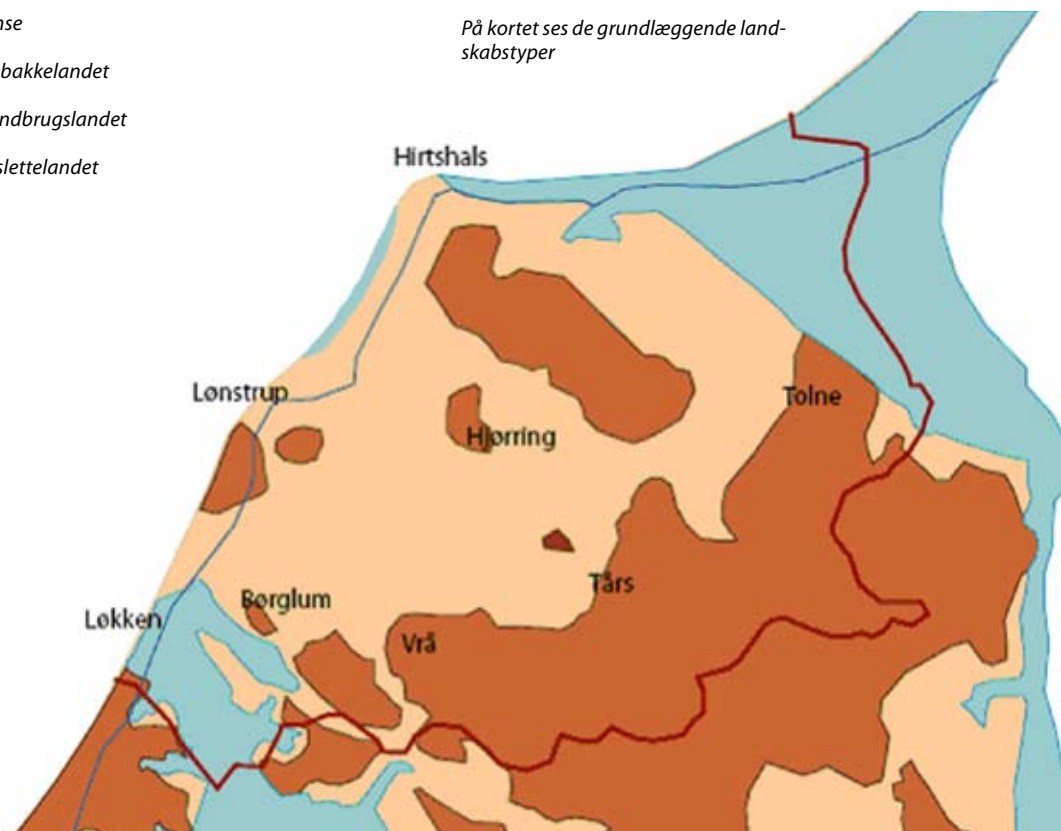 På kortet ses de grundlæggende land-
skabstyper
Hirtshals
Lønstrup
Tolne
Hjørring
Tårs
Børglum
Løkken
Vrå
nse
bakkelandet
ndbrugslandet
slettelandet